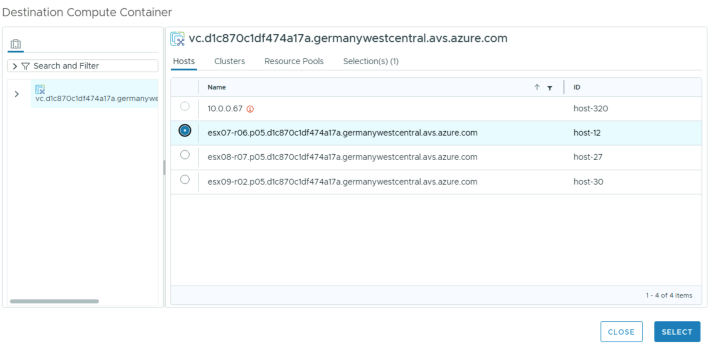 Destination Compute Container
vc.d1c870c1df474a17a.germanywestcentral.avs.azure.com
Search and Filter
vc.d1c870c1df474a17a.germanywe
Hosts Clusters Resource Pools Selection(s) (1)
Name ID
10.0.0.67 host-320
esx07-r06.p05.d1c870c1df474a17a.germanywestcentral.avs.azure.com host-12
esx08-r07.p05.d1c870c1df474a17a.germanywestcentral.avs.azure.com host-27
esx09-r02.p05.d1c870c1df474a17a.germanywestcentral.avs.azure.com host-30
1 - 4 of 4 items
CLOSE SELECT